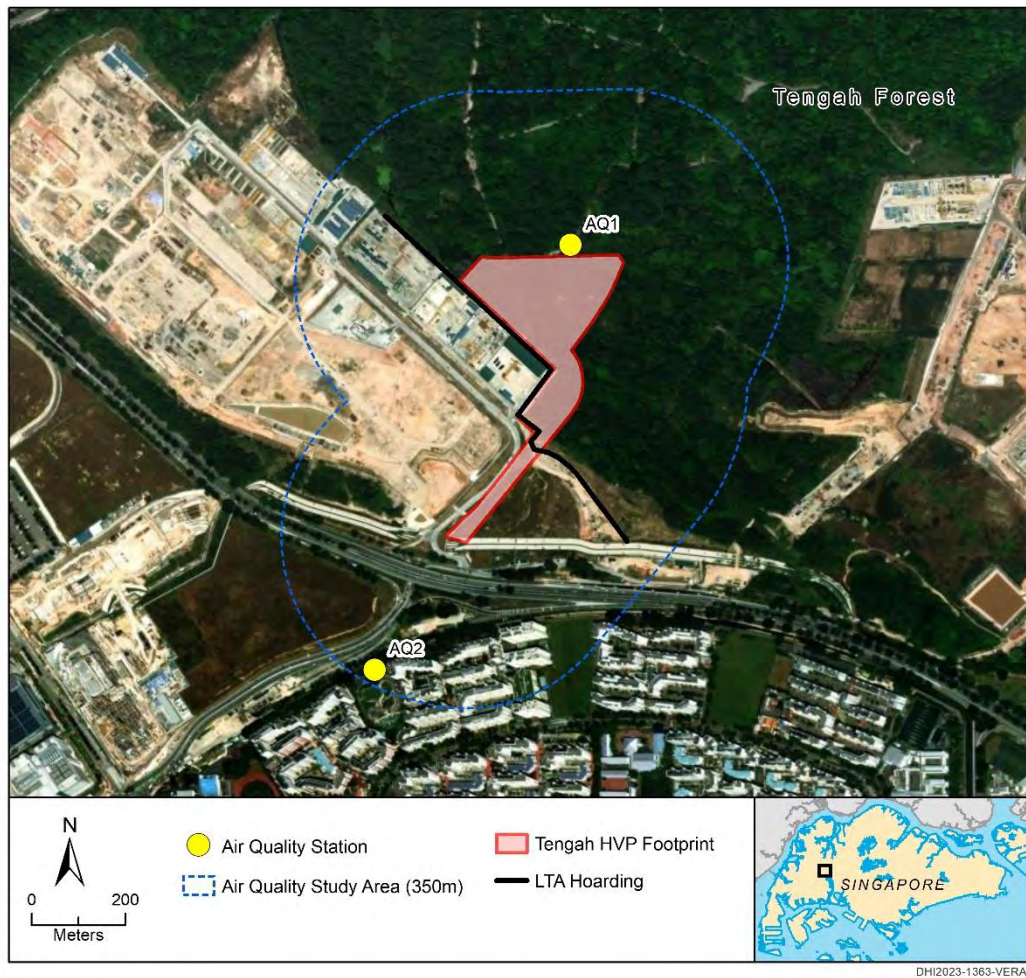 Tengah Forest
AQ1
AQ2
N
0 200
Meters
Air Quality Station
Air Quality Study Area (350m)
Tengah HVP Footprint
LTA Hoarding
SINGAPORE
DHI2023-1363-VERA